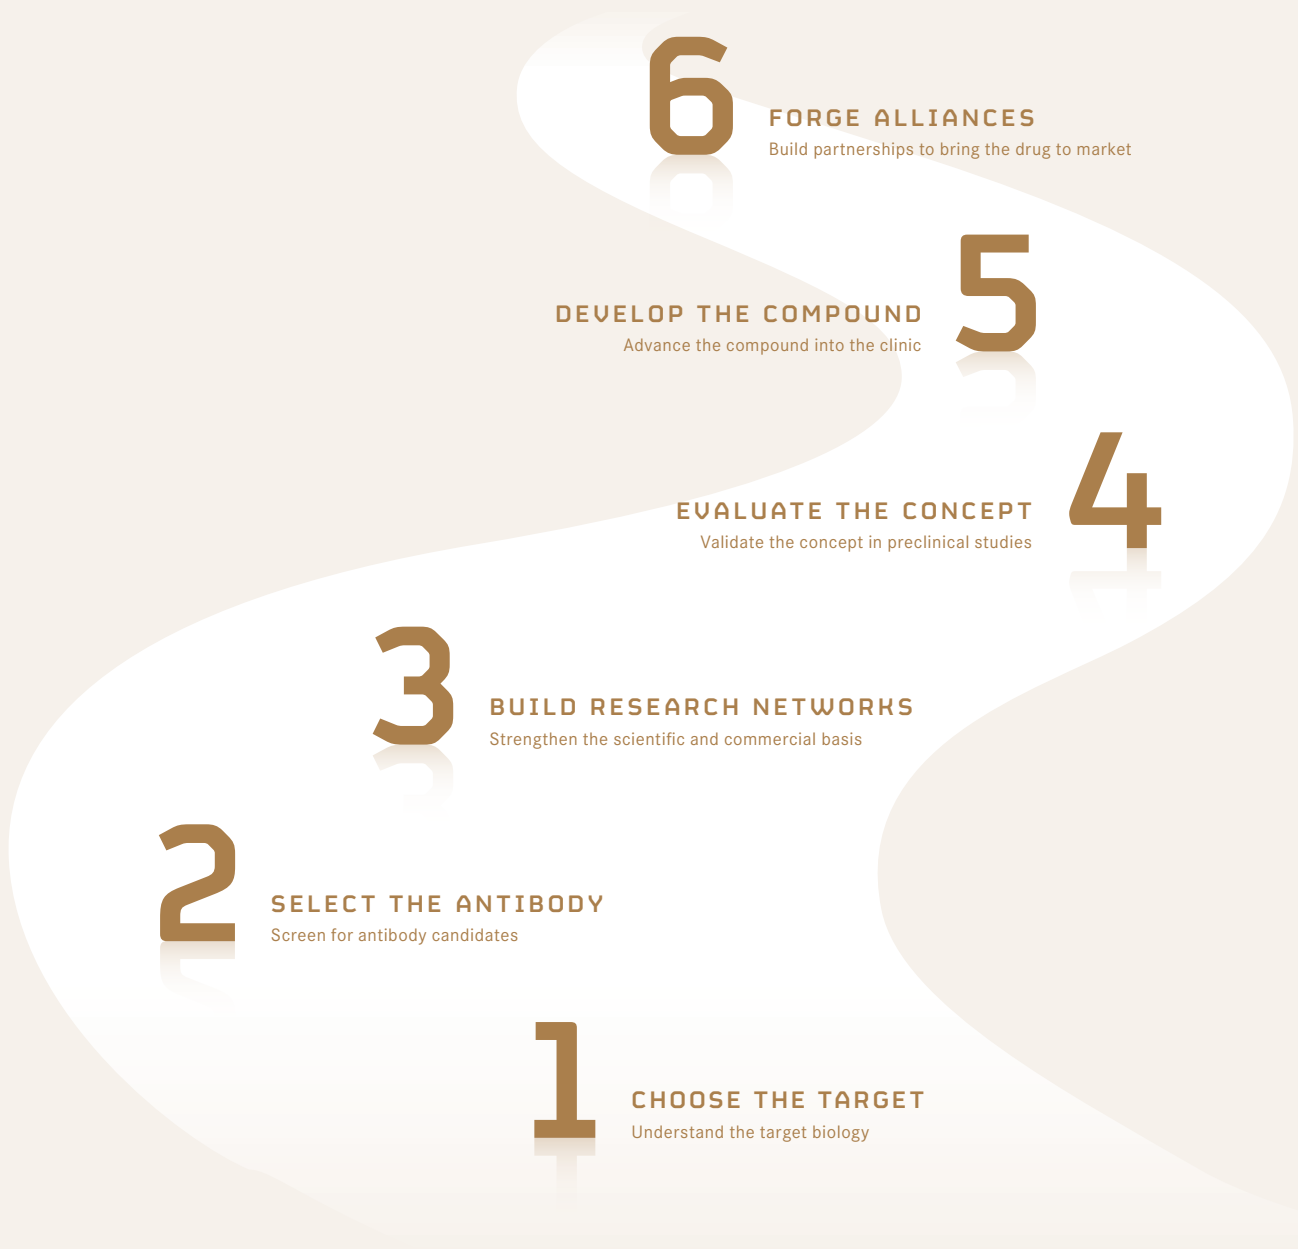 6
FORGE ALLIANCES
Build partnerships to bring the drug to market
5
DEVELOP THE COMPOUND
Advance the compound into the clinic
4
EVALUATE THE CONCEPT
Validate the concept in preclinical studies
3
BUILD RESEARCH NETWORKS
Strengthen the scientific and commercial basis
2
SELECT THE ANTIBODY
Screen for antibody candidates
1
CHOOSE THE TARGET
Understand the target biology